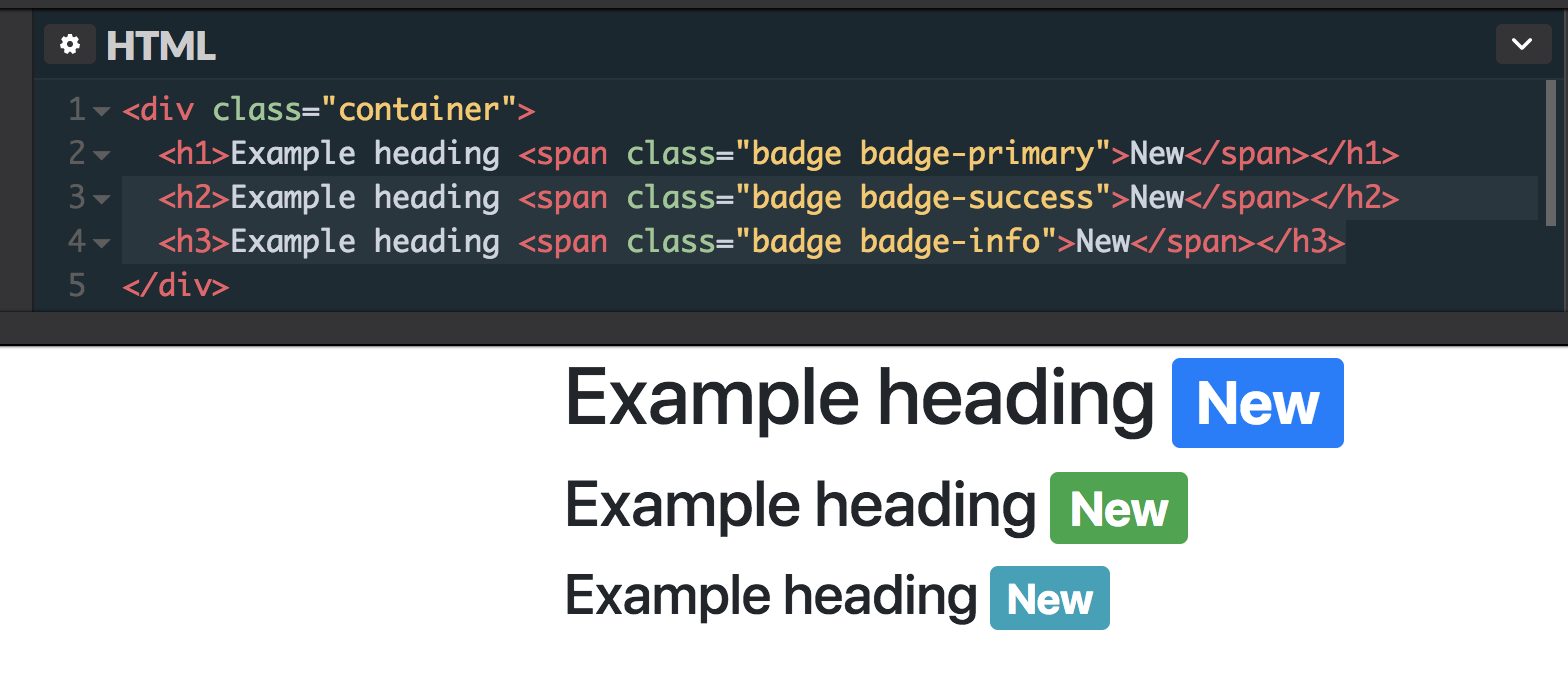 HTML
1 <div class="container">
2 <h1>Example heading <span class="badge badge-primary">New</span></h1>
3 <h2>Example heading <span class="badge badge-success">New</span></h2>
4 <h3>Example heading <span class="badge badge-info">New</span></h3>
5 </div>
Example heading New
Example heading New
Example heading New